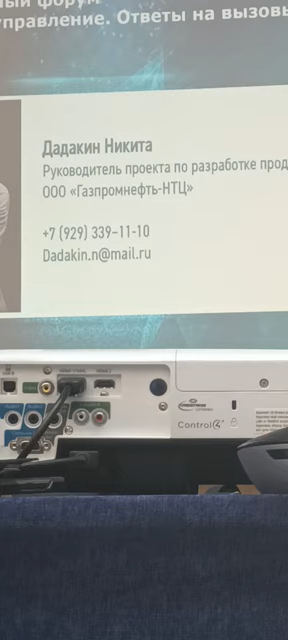 ный форум
управление. Ответы на вызовы
Дадакин Никита
Руководитель проекта по разработке прод
ООО «Газпромнефть-НТЦ»
+7 (929) 339-11-10
Dadakin.n@mail.ru
Control4